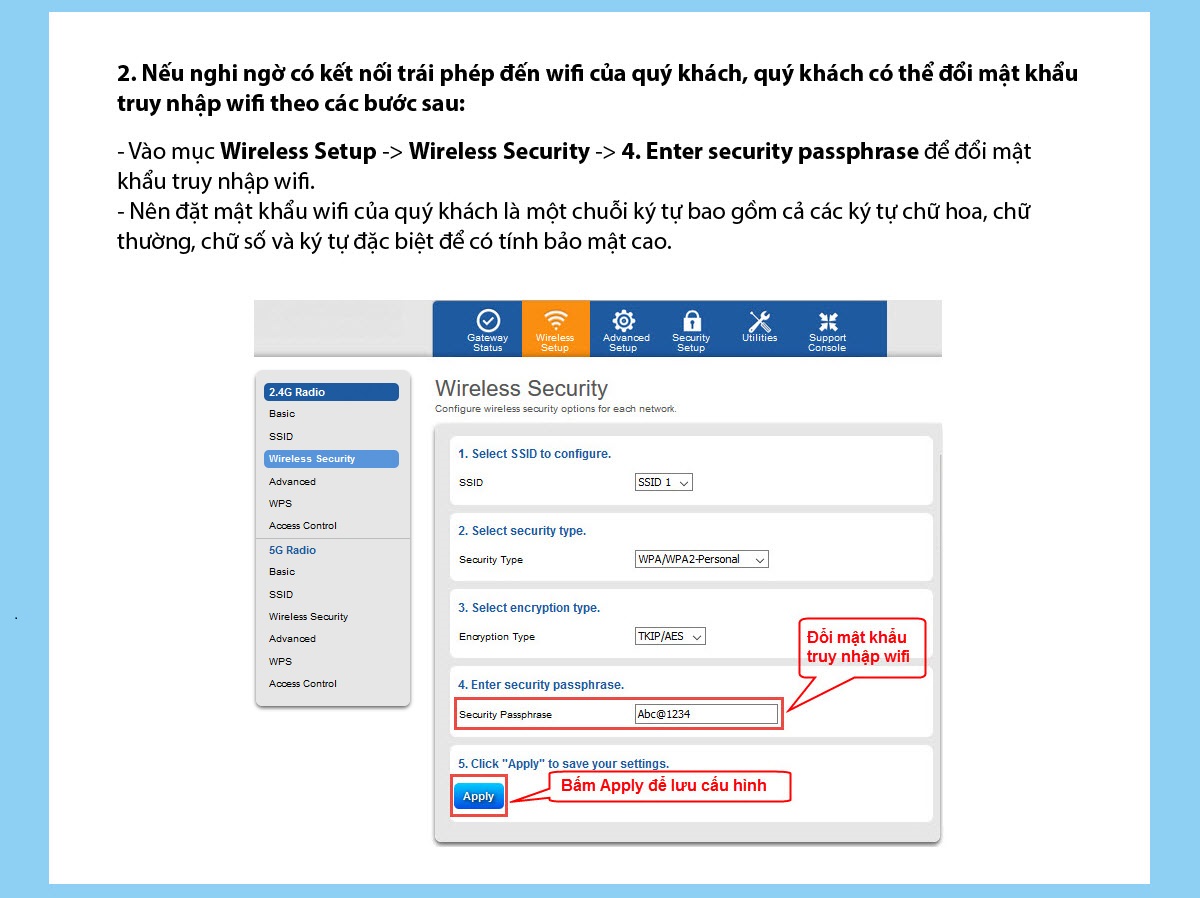 2. Nếu nghi ngờ có kết nối trái phép đến wifi của quý khách, quý khách có thể đổi mật khẩu
truy nhập wifi theo các bước sau:
- Vào mục Wireless Setup -> Wireless Security -> 4. Enter security passphrase để đổi mật
khẩu truy nhập wifi.
- Nên đặt mật khẩu wifi của quý khách là một chuỗi ký tự bao gồm cả các ký tự chữ hoa, chữ
thường, chữ số và ký tự đặc biệt để có tính bảo mật cao.
Gateway
Status
Wireless
Setup
Advanced
Setup
Security
Setup
Utilities
Support
Console
2.4G Radio
Basic
SSID
Wireless Security
Advanced
WPS
Access Control
5G Radio
Basic
SSID
Wireless Security
Advanced
WPS
Access Control
Wireless Security
Configure wireless security options for each network.
1. Select SSID to configure.
SSID
SSID 1
2. Select security type.
Security Type
WPA/WPA2-Personal
3. Select encryption type.
Encryption Type
TKIP/AES
Đổi mật khẩu
truy nhập wifi
4. Enter security passphrase.
Security Passphrase
Abc@1234
5. Click "Apply" to save your settings.
Apply
Bấm Apply để lưu cấu hình